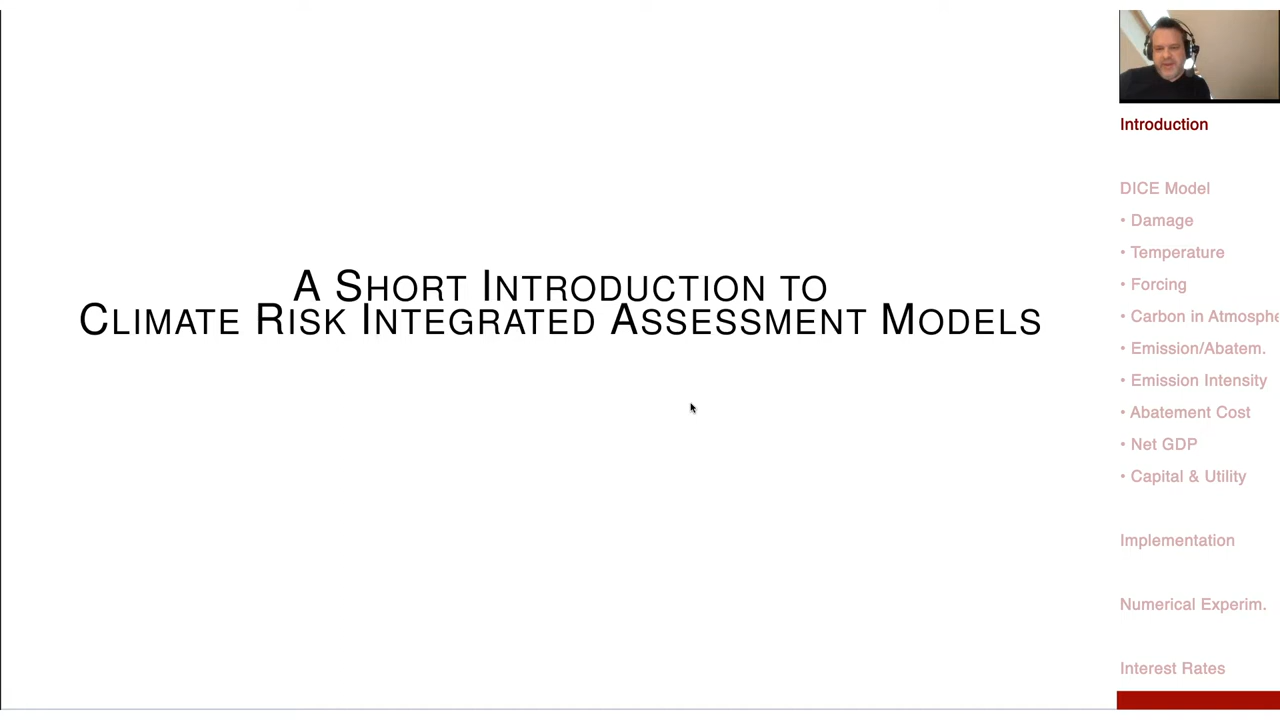 A SHORT INTRODUCTION TO
CLIMATE RISK INTEGRATED ASSESSMENT MODELS
Introduction
DICE Model
• Damage
• Temperature
• Forcing
• Carbon in Atmosphe
• Emission/Abatem.
• Emission Intensity
• Abatement Cost
• Net GDP
• Capital & Utility
Implementation
Numerical Experim.
Interest Rates